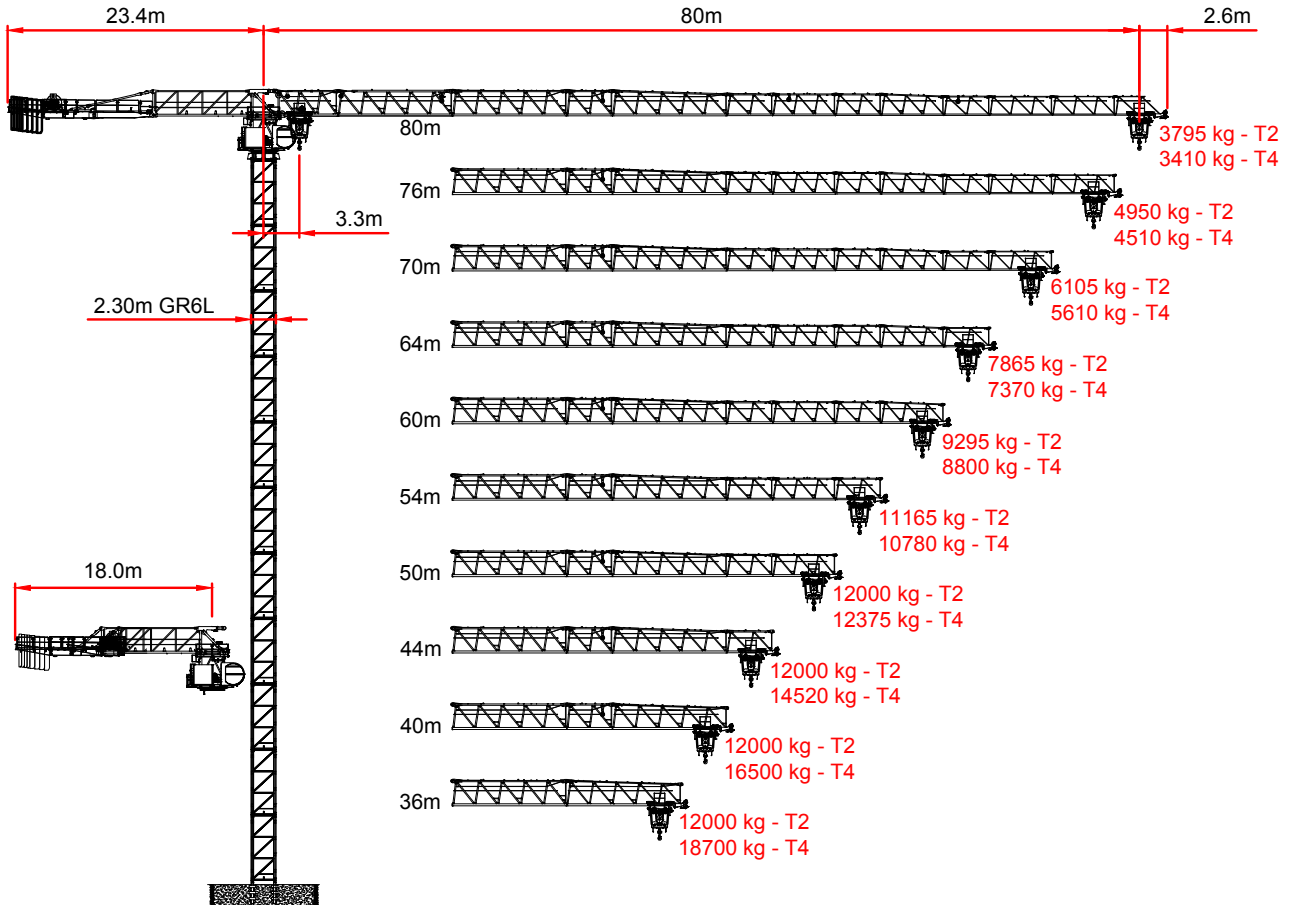 23.4m
80m
2.6m
80m
3795 kg - T2
3410 kg - T4
76m
4950 kg - T2
4510 kg - T4
3.3m
70m
6105 kg - T2
5610 kg - T4
2.30m GR6L
64m
7865 kg - T2
7370 kg - T4
60m
9295 kg - T2
8800 kg - T4
54m
11165 kg - T2
10780 kg - T4
50m
12000 kg - T2
12375 kg - T4
18.0m
44m
12000 kg - T2
14520 kg - T4
40m
12000 kg - T2
16500 kg - T4
36m
12000 kg - T2
18700 kg - T4